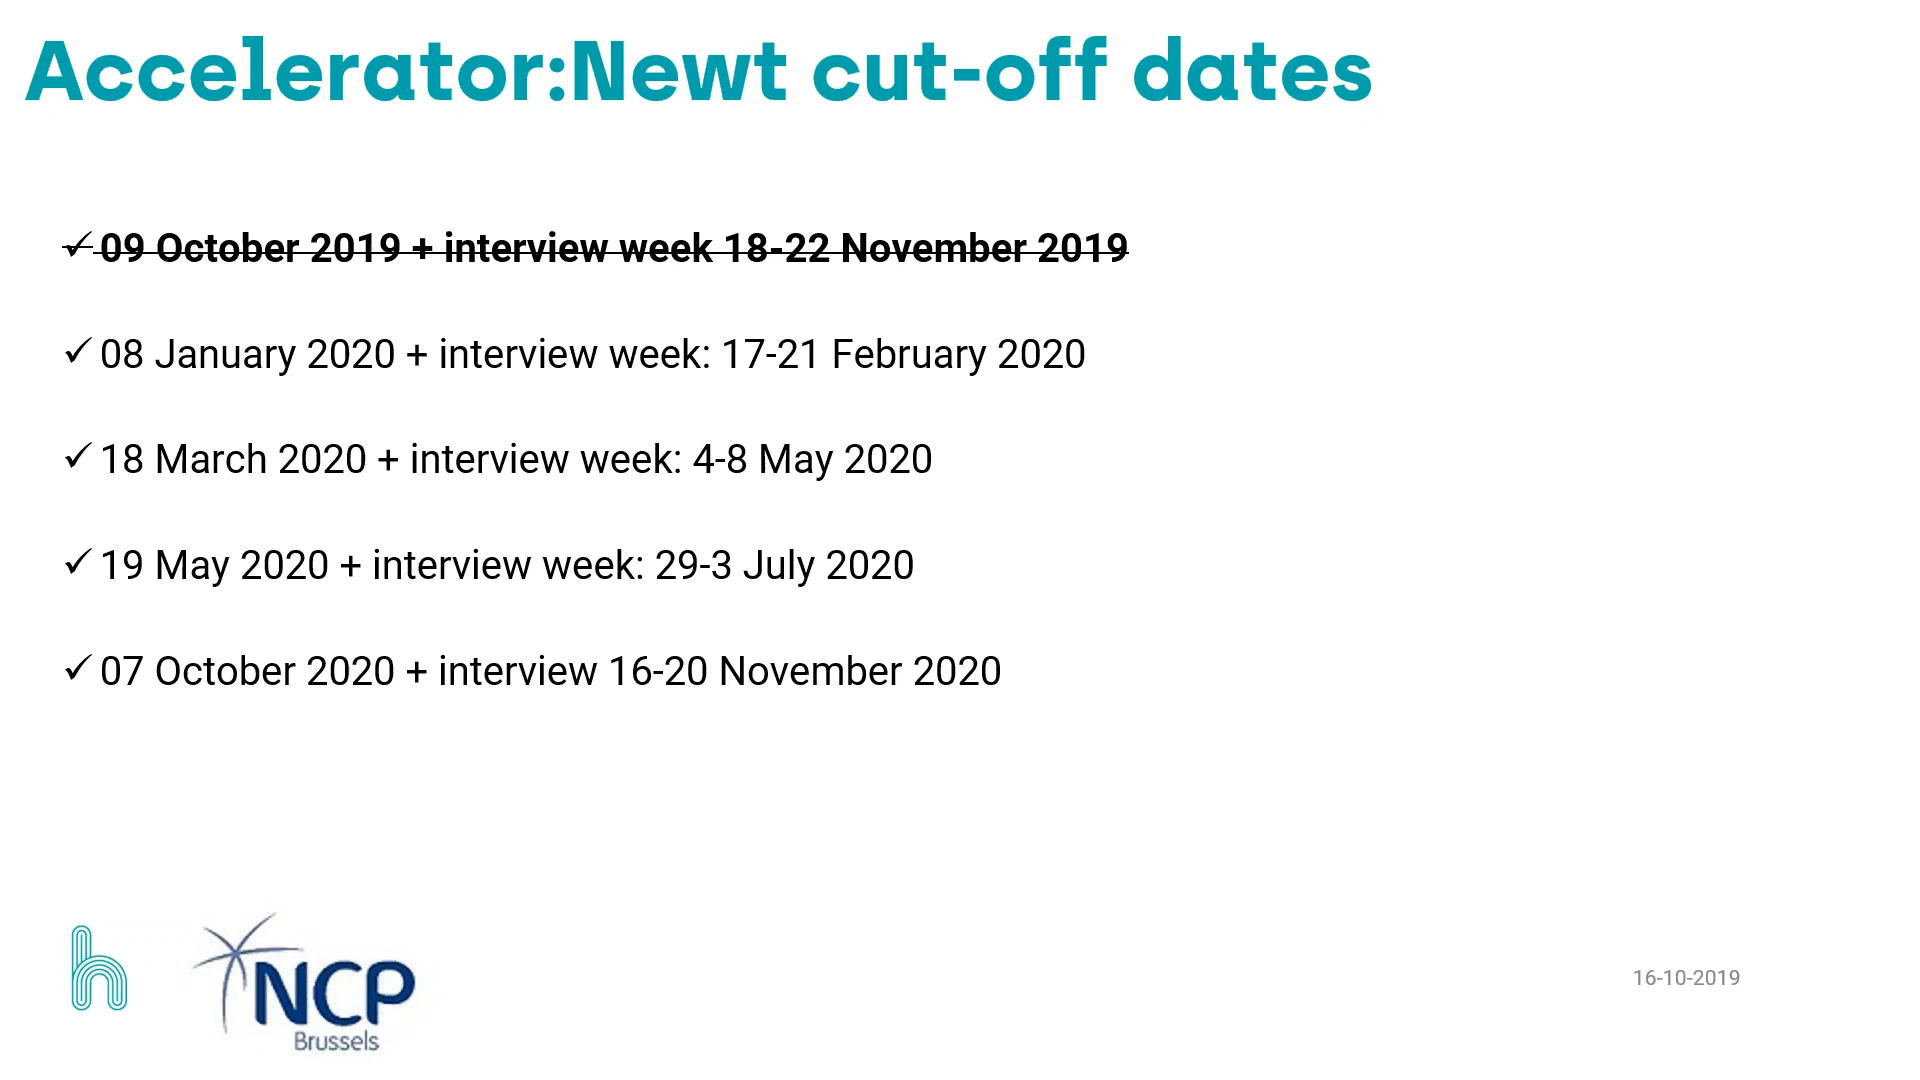 Accelerator:Newt cut-off dates
✓ 09 October 2019 + interview week 18-22 November 2019
✓ 08 January 2020 + interview week: 17-21 February 2020
✓ 18 March 2020 + interview week: 4-8 May 2020
✓ 19 May 2020 + interview week: 29-3 July 2020
✓ 07 October 2020 + interview 16-20 November 2020
h
NCP
Brussels
16-10-2019